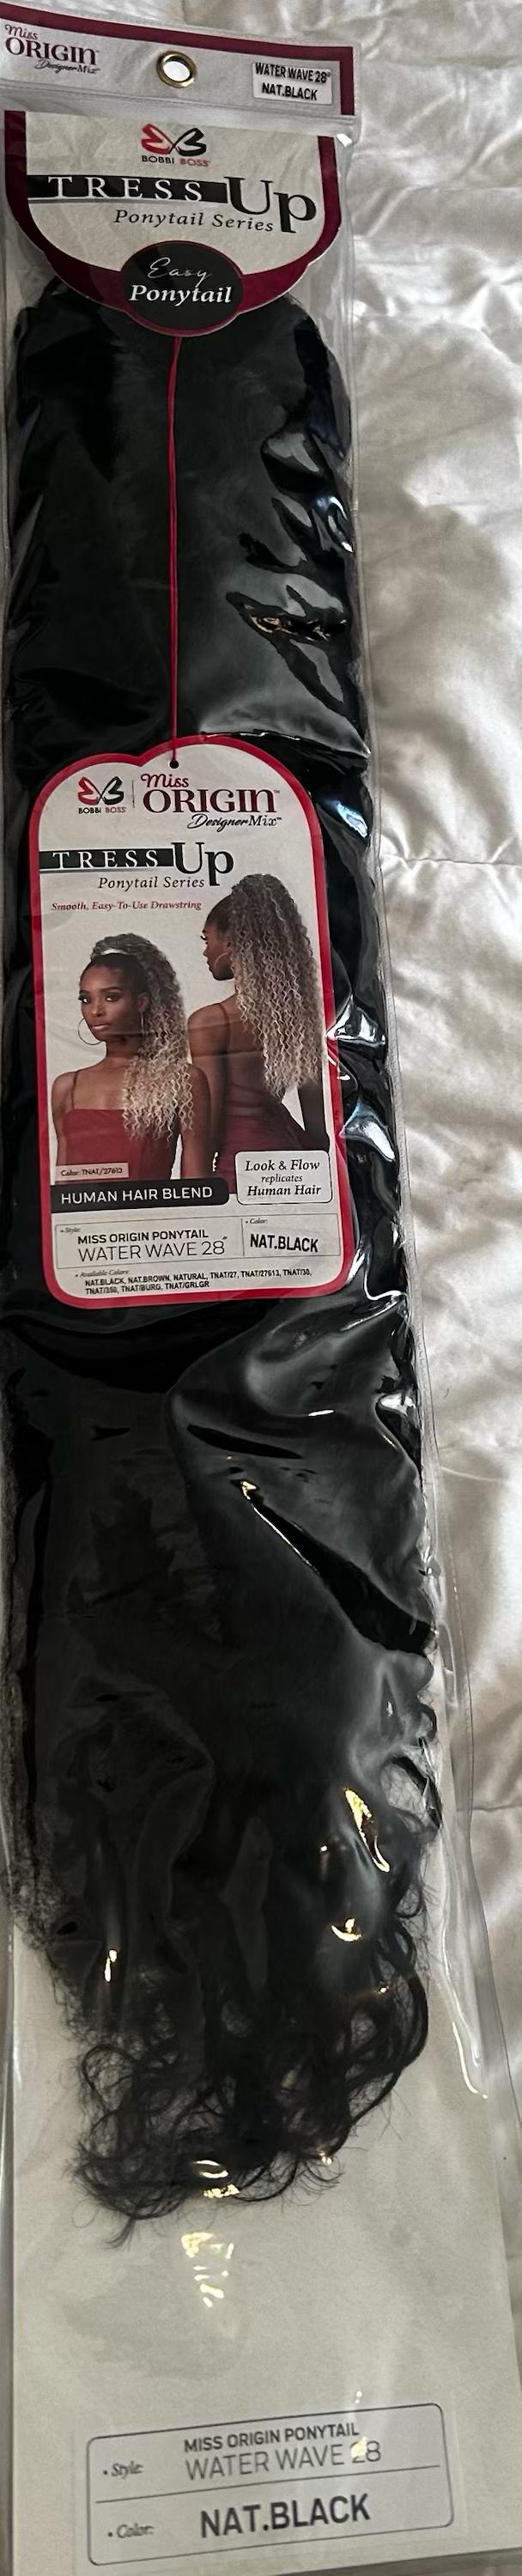 Miss
ORIGIN
DesignerMix™
WATER WAVE 28"
NAT.BLACK
BOBBI BOSS
TRESS Up
Ponytail Series
Easy
Ponytail
BOBBI BOSS
Miss
ORIGIN™
DesignerMix™
TRESS Up
Ponytail Series
Smooth, Easy-To-Use Drawstring
Color: TNAT/27613
HUMAN HAIR BLEND
Look & Flow
replicates
Human Hair
• Style:
MISS ORIGIN PONYTAIL
WATER WAVE 28"
• Color:
NAT.BLACK
• Available Colors:
NAT.BLACK, NAT.BROWN, NATURAL, TNAT/27, TNAT/27613, TNAT/30,
TNAT/350, TNAT/BURG, TNAT/GRLGR
• Style:
MISS ORIGIN PONYTAIL
WATER WAVE 28
• Color:
NAT.BLACK